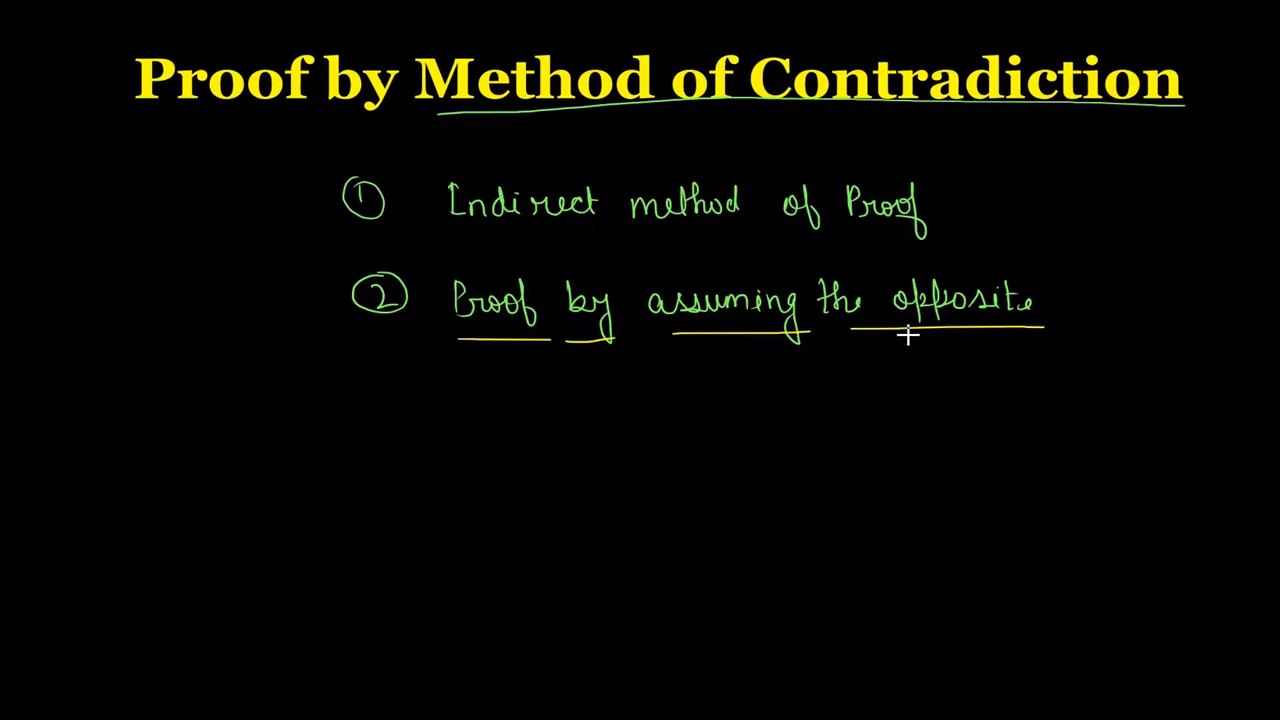 Proof by Method of Contradiction
1 Indirect method of Proof
2 Proof by assuming the opposite